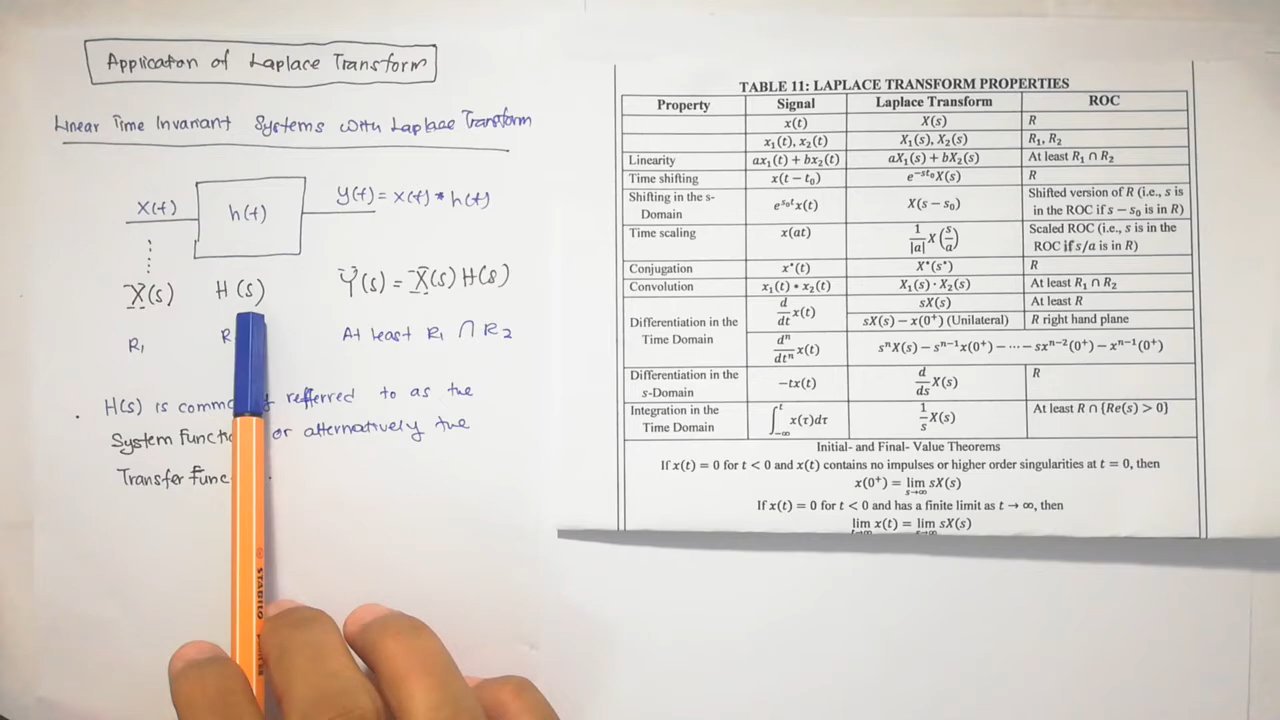 Application of Laplace Transform
Linear Time Invariant Systems with Laplace Transform
x(t)
h(t)
y(t) = x(t) * h(t)
X(s)
H(s)
Y(s) = X(s) H(s)
R₁
R
At least R₁ ∩ R₂
H(s) is refferred to as the
System or alternatively the
Transfer
TABLE 11: LAPLACE TRANSFORM PROPERTIES
Property Signal Laplace Transform ROC
x(t) X(s) R
x₁(t), x₂(t) X₁(s), X₂(s) R₁, R₂
Linearity ax₁(t) + bx₂(t) aX₁(s) + bX₂(s) At least R₁ ∩ R₂
Time shifting x(t − t₀) e^{−st₀}X(s) R
Shifting in the s-
Domain
e^{s₀t}x(t) X(s − s₀)
Shifted version of R (i.e., s is
in the ROC if s − s₀ is in R)
Time scaling x(at) 1/|a| X(s/a)
Scaled ROC (i.e., s is in the
ROC if s/a is in R)
Conjugation x*(t) X*(s*) R
Convolution x₁(t) * x₂(t) X₁(s) · X₂(s) At least R₁ ∩ R₂
Differentiation in the
Time Domain
d/dt x(t) sX(s) At least R
sX(s) − x(0⁺) (Unilateral) R right hand plane
dⁿ/dtⁿ x(t) sⁿX(s) − sⁿ⁻¹x(0⁺) − ⋯ − sxⁿ⁻²(0⁺) − xⁿ⁻¹(0⁺)
Differentiation in the
s-Domain
−tx(t) d/ds X(s) R
Integration in the
Time Domain
∫_{−∞}^{t} x(τ)dτ 1/s X(s) At least R ∩ {Re(s) > 0}
Initial- and Final- Value Theorems
If x(t) = 0 for t < 0 and x(t) contains no impulses or higher order singularities at t = 0, then
x(0⁺) = lim_{s→∞} sX(s)
If x(t) = 0 for t < 0 and has a finite limit as t → ∞, then
lim x(t) = lim sX(s)
STABILO